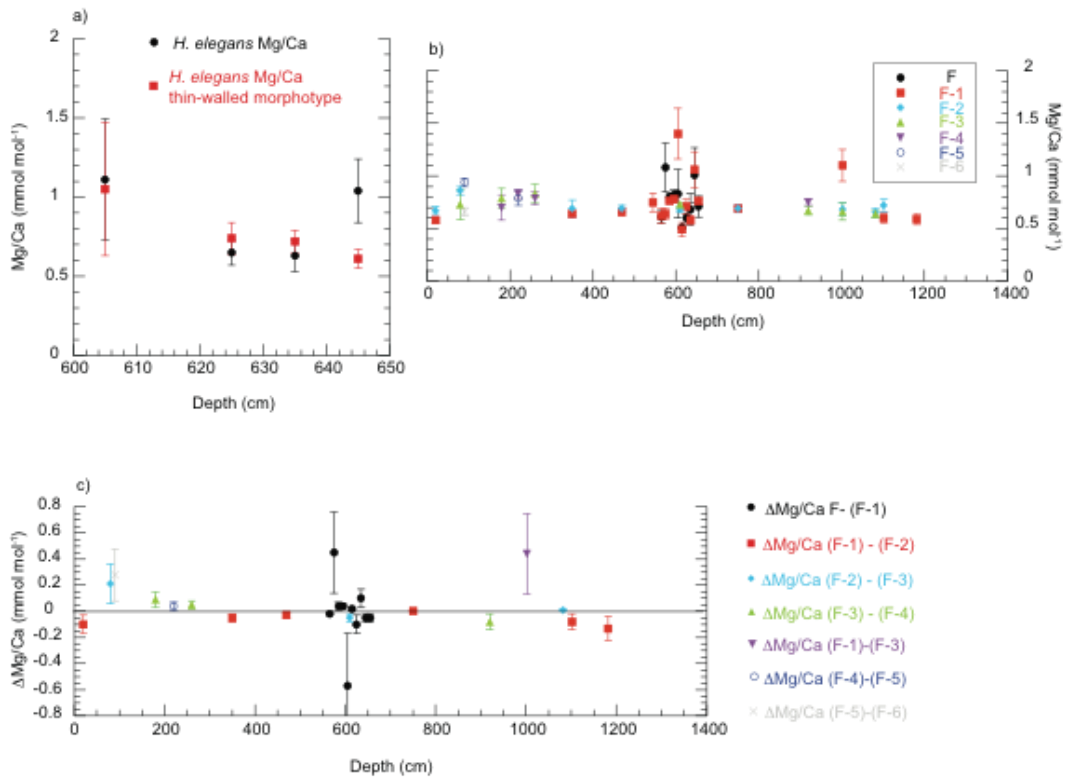 a)
H. elegans Mg/Ca
H. elegans Mg/Ca
thin-walled morphotype
2
1.5
1
0.5
0
Mg/Ca (mmol mol⁻¹)
600 610 620 630 640 650
Depth (cm)
b)
F
F-1
F-2
F-3
F-4
F-5
F-6
2
1.5
1
0.5
0
Mg/Ca (mmol mol⁻¹)
0 200 400 600 800 1000 1200 1400
Depth (cm)
c)
0.8
0.6
0.4
0.2
0
-0.2
-0.4
-0.6
-0.8
ΔMg/Ca (mmol mol⁻¹)
0 200 400 600 800 1000 1200 1400
Depth (cm)
ΔMg/Ca F- (F-1)
ΔMg/Ca (F-1) - (F-2)
ΔMg/Ca (F-2) - (F-3)
ΔMg/Ca (F-3) - (F-4)
ΔMg/Ca (F-1)-(F-3)
ΔMg/Ca (F-4)-(F-5)
ΔMg/Ca (F-5)-(F-6)